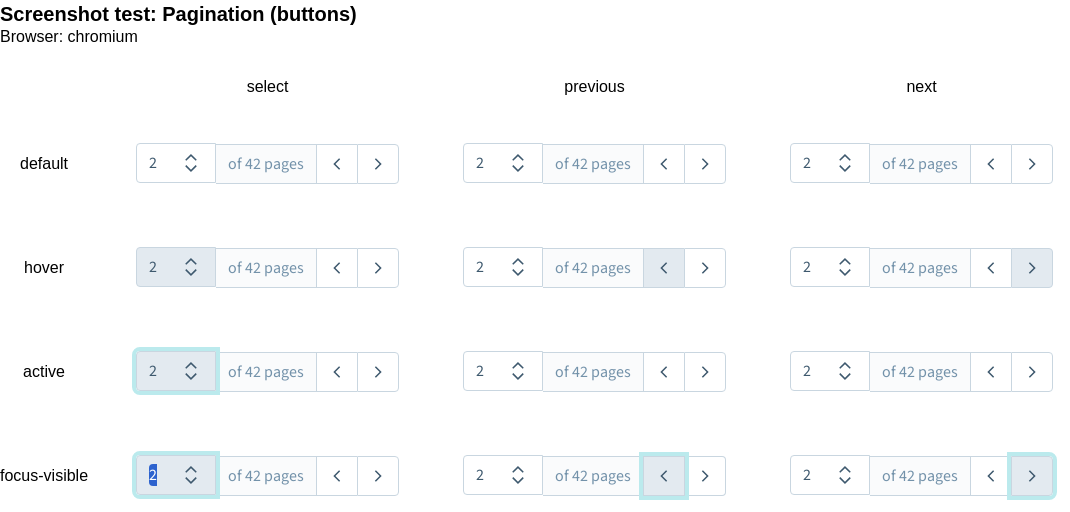 Screenshot test: Pagination (buttons)
Browser: chromium
select previous next
default 2 of 42 pages 2 of 42 pages 2 of 42 pages
hover 2 of 42 pages 2 of 42 pages 2 of 42 pages
active 2 of 42 pages 2 of 42 pages 2 of 42 pages
focus-visible 2 of 42 pages 2 of 42 pages 2 of 42 pages